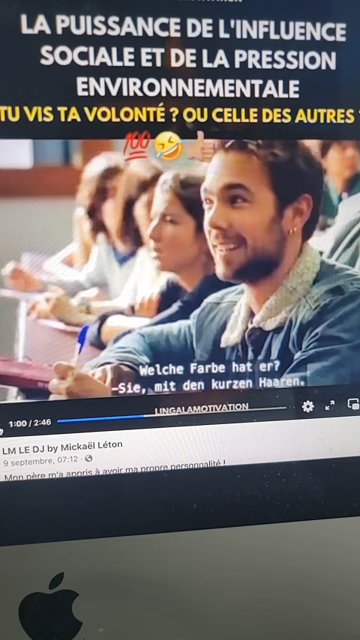 LA PUISSANCE DE L'INFLUENCE
SOCIALE ET DE LA PRESSION
ENVIRONNEMENTALE
TU VIS TA VOLONTÉ ? OU CELLE DES AUTRES ?
💯🤣👍🏼
Welche Farbe hat er?
-Sie, mit den kurzen Haaren.
LINGALAMOTIVATION
1:00 / 2:46
LM LE DJ by Mickaël Léton
9 septembre, 07:12 ·
Mon père m'a appris à avoir ma propre personnalité !